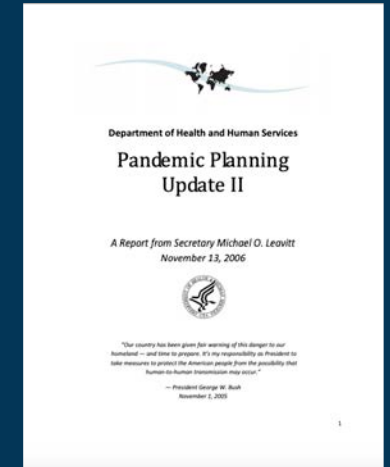 Department of Health and Human Services
Pandemic Planning
Update II
A Report from Secretary Michael O. Leavitt
November 13, 2006
"Our country has been given fair warning of this danger to our
homeland — and time to prepare. It's my responsibility as President to
take measures to protect the American people from the possibility that
human-to-human transmission may occur."
— President George W. Bush
November 1, 2005
1